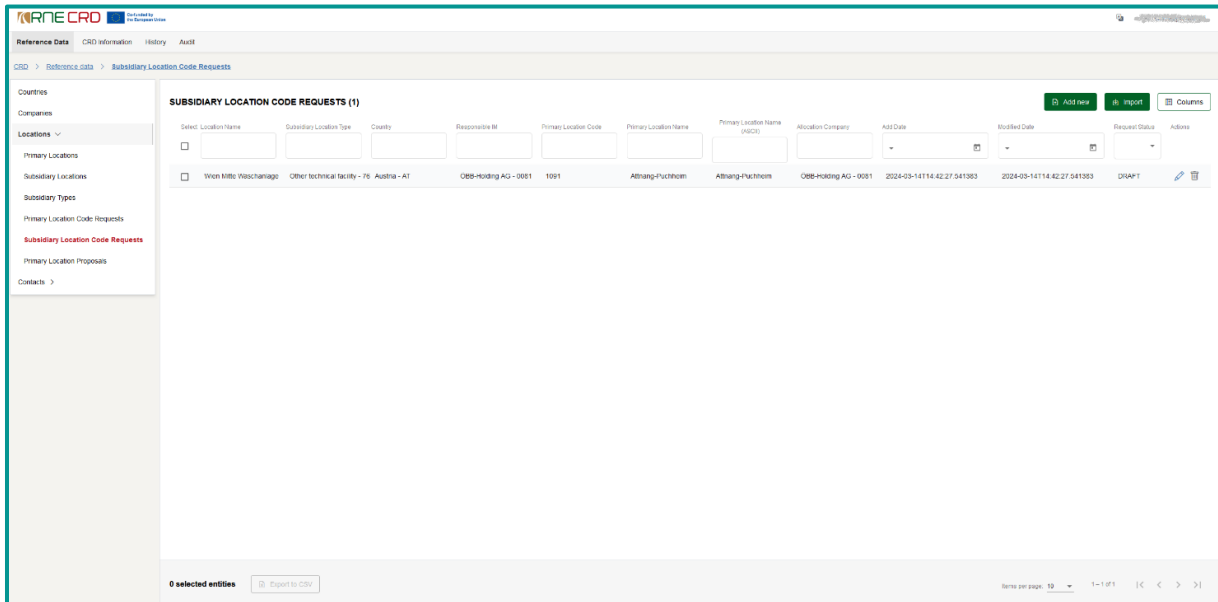 RNE CRD Co-funded by the European Union
Reference Data CRD Information History Audit
CRD > Reference data > Subsidiary Location Code Requests
Countries
Companies
Locations
Primary Locations
Subsidiary Locations
Subsidiary Types
Primary Location Code Requests
Subsidiary Location Code Requests
Primary Location Proposals
Contacts >
SUBSIDIARY LOCATION CODE REQUESTS (1)
Add new Import Columns
Select Location Name Subsidiary Location Type Country Responsible IM Primary Location Code Primary Location Name Primary Location Name (ASCII) Allocation Company Add Date Modified Date Request Status Actions
Wien Mitte Waschanlage Other technical facility - 76 Austria - AT OBB-Holding AG - 0081 1091 Attnang-Puchheim Attnang-Puchheim OBB-Holding AG - 0081 2024-03-14T14:42:27.541383 2024-03-14T14:42:27.541383 DRAFT
0 selected entities Export to CSV
Items per page: 10 1 – 1 of 1